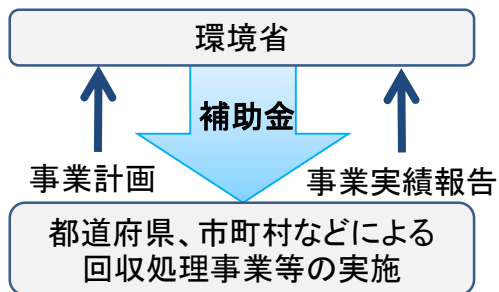 環境省
補助金
事業計画
事業実績報告
都道府県、市町村などによる
回収処理事業等の実施